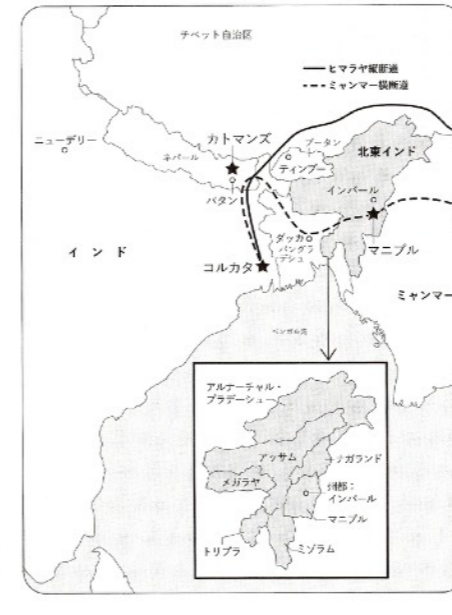 チベット自治区
ヒマラヤ縦断道
ミャンマー横断道
ニューデリー
カトマンズ
ネパール
パタン
ブータン
ティンプー
北東インド
インパール
インド
ダッカ
バングラ
デシュ
マニプル
コルカタ
ミャンマー
ベンガル湾
アルナーチャル・
プラデーシュ
アッサム
ナガランド
メガラヤ
州都：
インパール
マニプル
トリプラ
ミゾラム